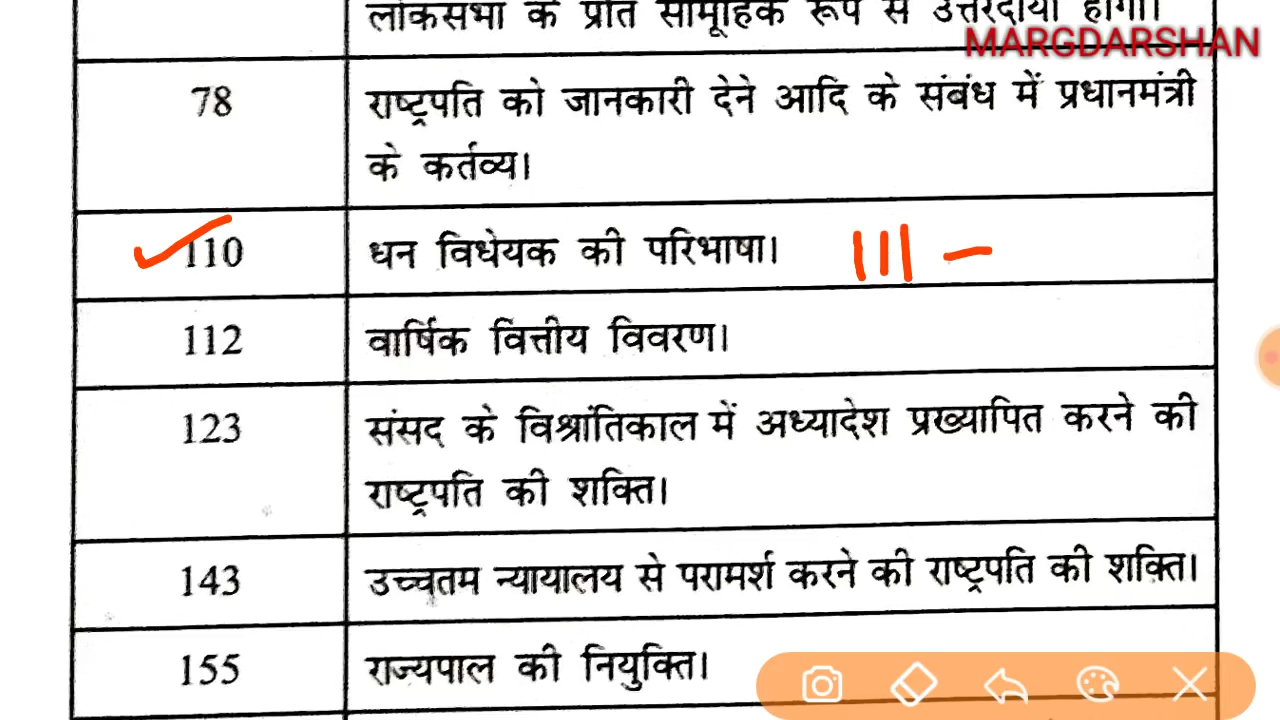 लोकसभा के प्रति सामूहिक रूप से उत्तरदायी होगी।
MARGDARSHAN
78 राष्ट्रपति को जानकारी देने आदि के संबंध में प्रधानमंत्री
के कर्तव्य।
110 धन विधेयक की परिभाषा। 111 –
112 वार्षिक वित्तीय विवरण।
123 संसद के विश्रांतिकाल में अध्यादेश प्रख्यापित करने की
राष्ट्रपति की शक्ति।
143 उच्चतम न्यायालय से परामर्श करने की राष्ट्रपति की शक्ति।
155 राज्यपाल की नियुक्ति।